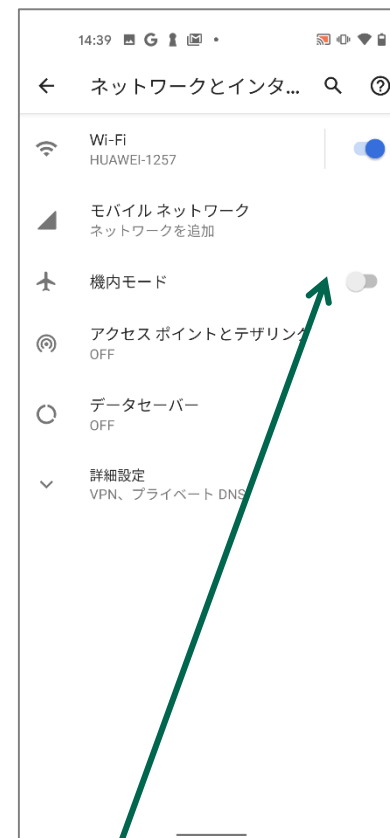 14:39
ネットワークとインタ...
Wi-Fi
HUAWEI-1257
モバイル ネットワーク
ネットワークを追加
機内モード
アクセス ポイントとテザリング
OFF
データセーバー
OFF
詳細設定
VPN、プライベート DNS